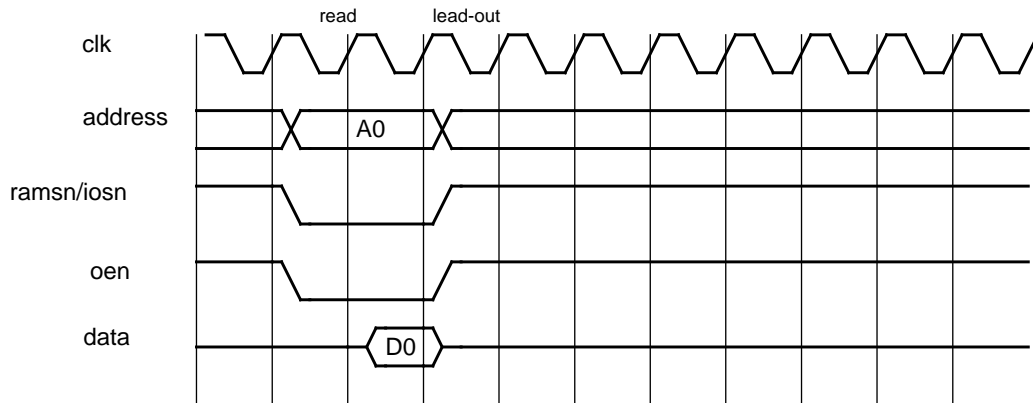 read lead-out
clk
address
A0
ramsn/iosn
oen
data
D0